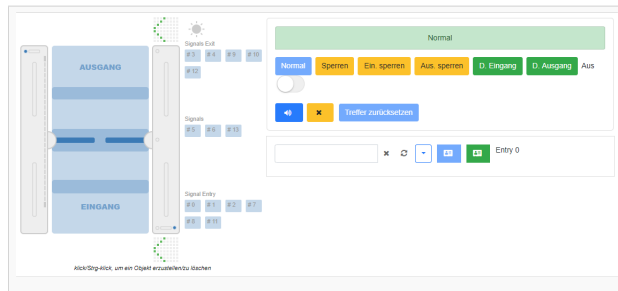 Signals Exit
# 3 # 4 # 9 # 10
# 12
AUSGANG
Signals
# 5 # 6 # 13
Signal Entry
# 0 # 1 # 2 # 7
# 8 # 11
EINGANG
klick/Strg-klick, um ein Objekt erzustellen/zu löschen
Normal
Normal Sperren Ein. sperren Aus. sperren D. Eingang D. Ausgang Aus
Treffer zurücksetzen
Entry 0